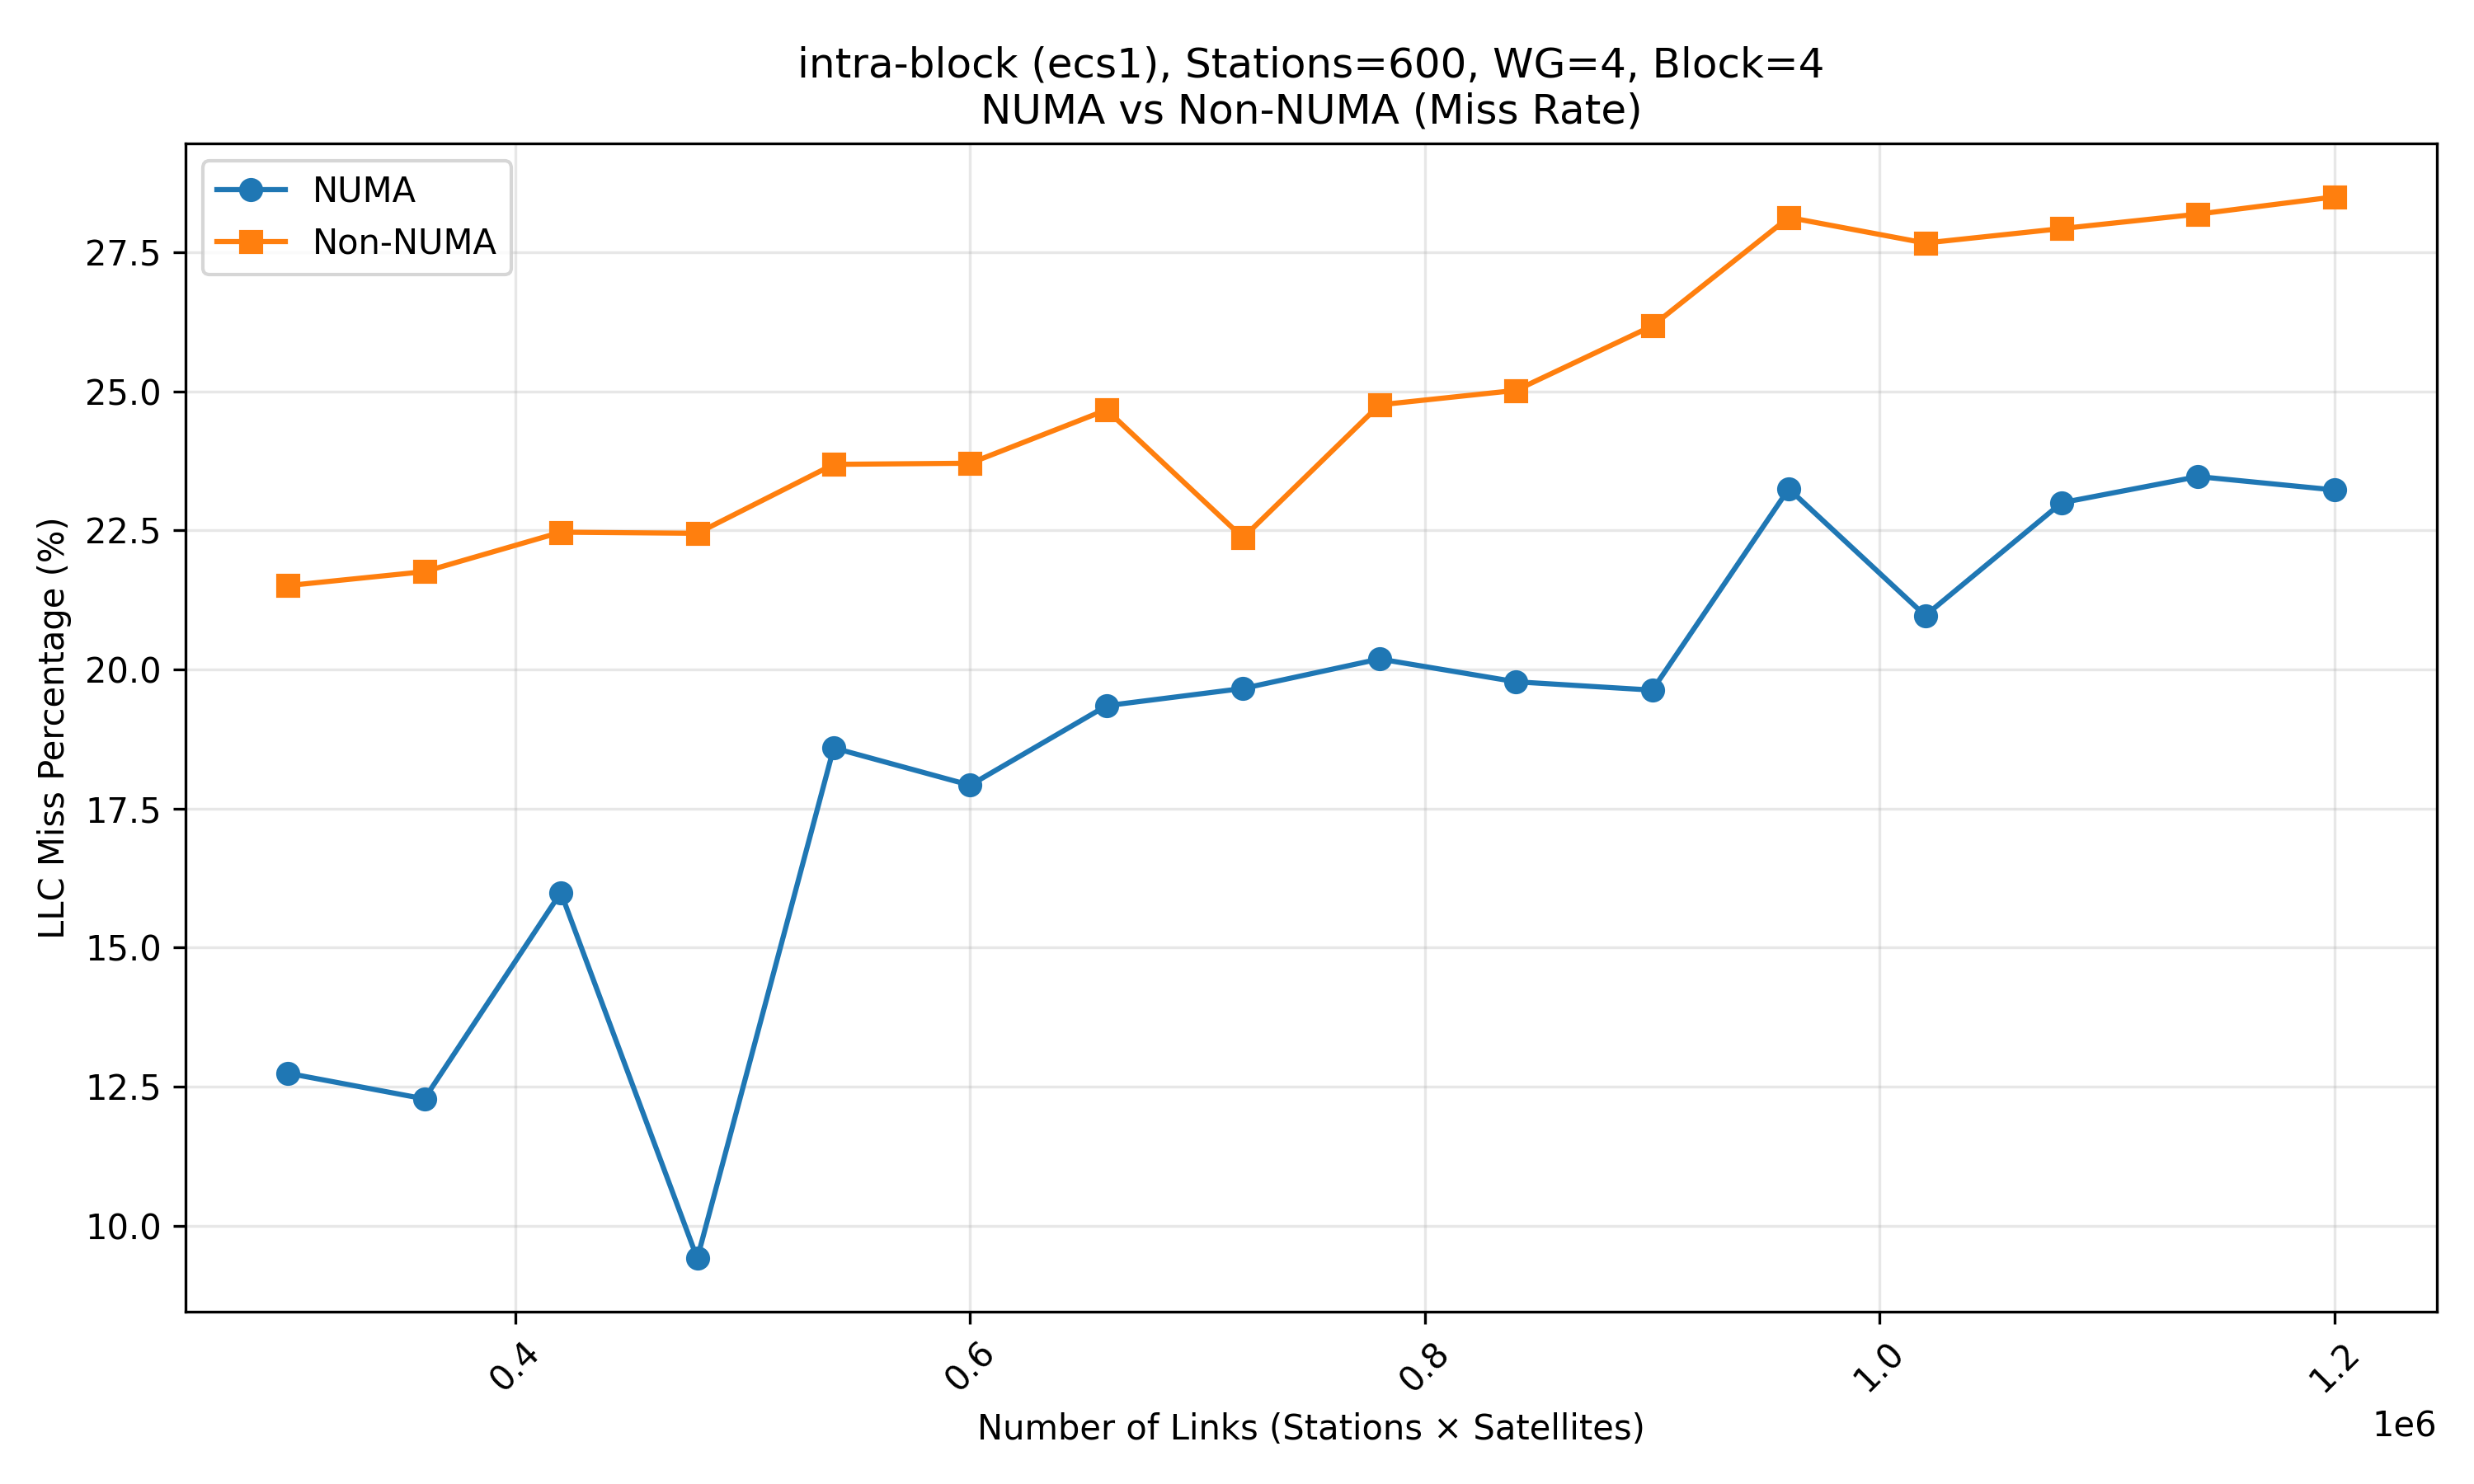 intra-block (ecs1), Stations=600, WG=4, Block=4
NUMA vs Non-NUMA (Miss Rate)
NUMA
Non-NUMA
LLC Miss Percentage (%)
27.5
25.0
22.5
20.0
17.5
15.0
12.5
10.0
0.4
0.6
0.8
1.0
1.2
1e6
Number of Links (Stations × Satellites)